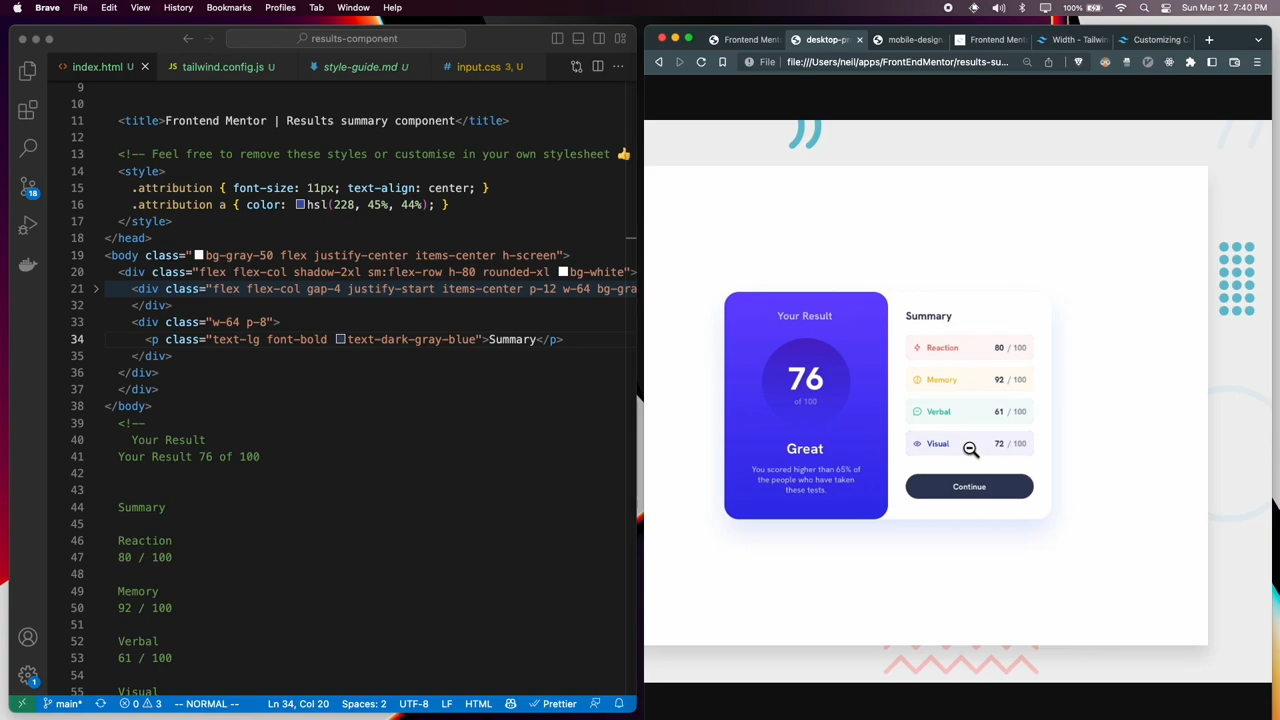 Brave File Edit View History Bookmarks Profiles Tab Window Help
100% Sun Mar 12 7:40 PM
results-component
index.html U
tailwind.config.js U
style-guide.md U
input.css 3, U
9
10
11 <title>Frontend Mentor | Results summary component</title>
12
13 <!-- Feel free to remove these styles or customise in your own stylesheet 👍
14 <style>
15 .attribution { font-size: 11px; text-align: center; }
16 .attribution a { color: hsl(228, 45%, 44%); }
17 </style>
18 </head>
19 <body class="bg-gray-50 flex justify-center items-center h-screen">
20 <div class="flex flex-col shadow-2xl sm:flex-row h-80 rounded-xl bg-white">
21 <div class="flex flex-col gap-4 justify-start items-center p-12 w-64 bg-gra
32 </div>
33 <div class="w-64 p-8">
34 <p class="text-lg font-bold text-dark-gray-blue">Summary</p>
35 </div>
36 </div>
37 </div>
38 </body>
39 <!--
40 Your Result
41 Your Result 76 of 100
42
43
44 Summary
45
46 Reaction
47 80 / 100
48
49 Memory
50 92 / 100
51
52 Verbal
53 61 / 100
54
55 Visual
18
1
main* 0 3 -- NORMAL -- Ln 34, Col 20 Spaces: 2 UTF-8 LF HTML Prettier
Frontend Mento
desktop-pr
mobile-design
Frontend Mento
Width - Tailwin
Customizing Co
File file:///Users/neil/apps/FrontEndMentor/results-su...
Your Result
76
of 100
Great
You scored higher than 65% of
the people who have taken
these tests.
Summary
Reaction 80 / 100
Memory 92 / 100
Verbal 61 / 100
Visual 72 / 100
Continue